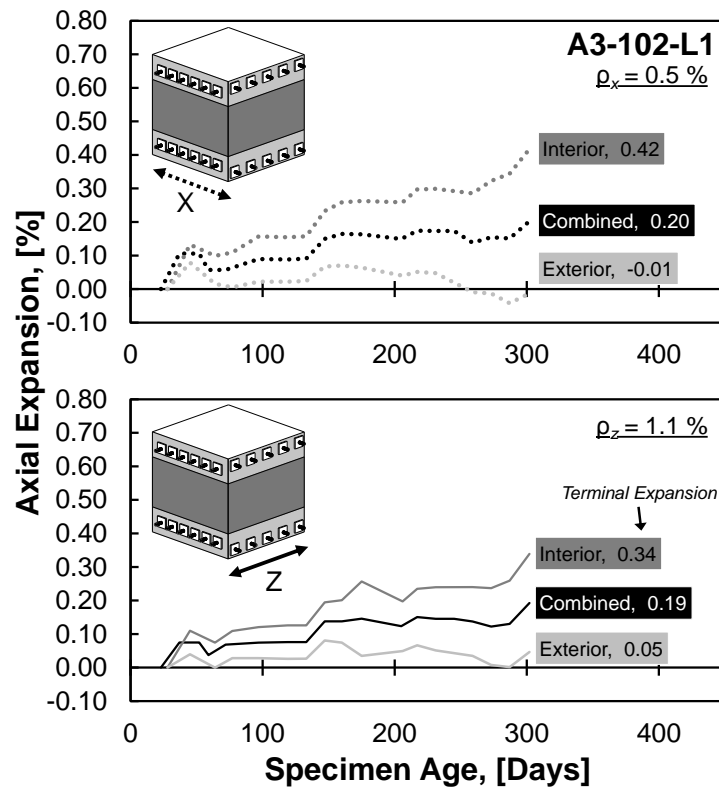 Axial Expansion, [%]
A3-102-L1
ρx = 0.5 %
0.80
0.70
0.60
0.50
0.40
0.30
0.20
0.10
0.00
-0.10
X
Interior, 0.42
Combined, 0.20
Exterior, -0.01
0 100 200 300 400
ρz = 1.1 %
0.80
0.70
0.60
0.50
0.40
0.30
0.20
0.10
0.00
-0.10
Z
Terminal Expansion
Interior, 0.34
Combined, 0.19
Exterior, 0.05
0 100 200 300 400
Specimen Age, [Days]